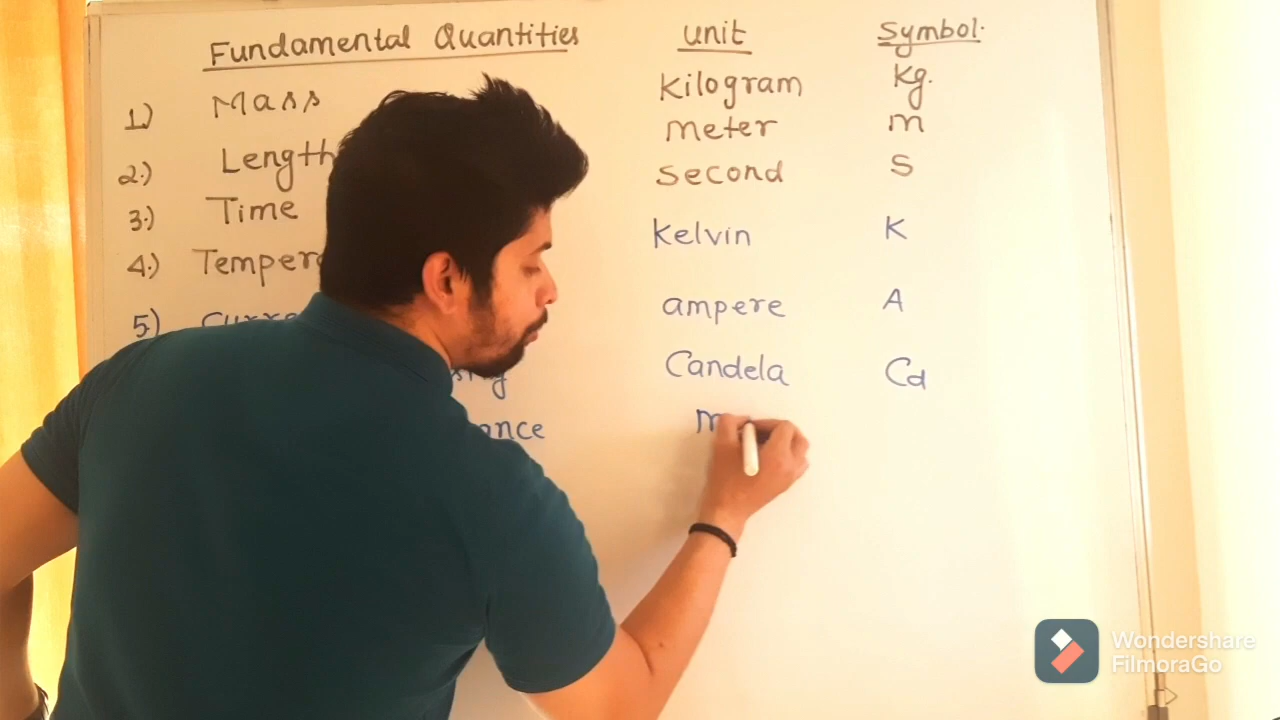 Fundamental Quantities unit Symbol.
1) Mass kilogram kg.
2.) Length meter m
3.) Time second S
4.) Temper kelvin K
5) Curre ampere A
Candela Cd
ance m
Wondershare
FilmoraGo